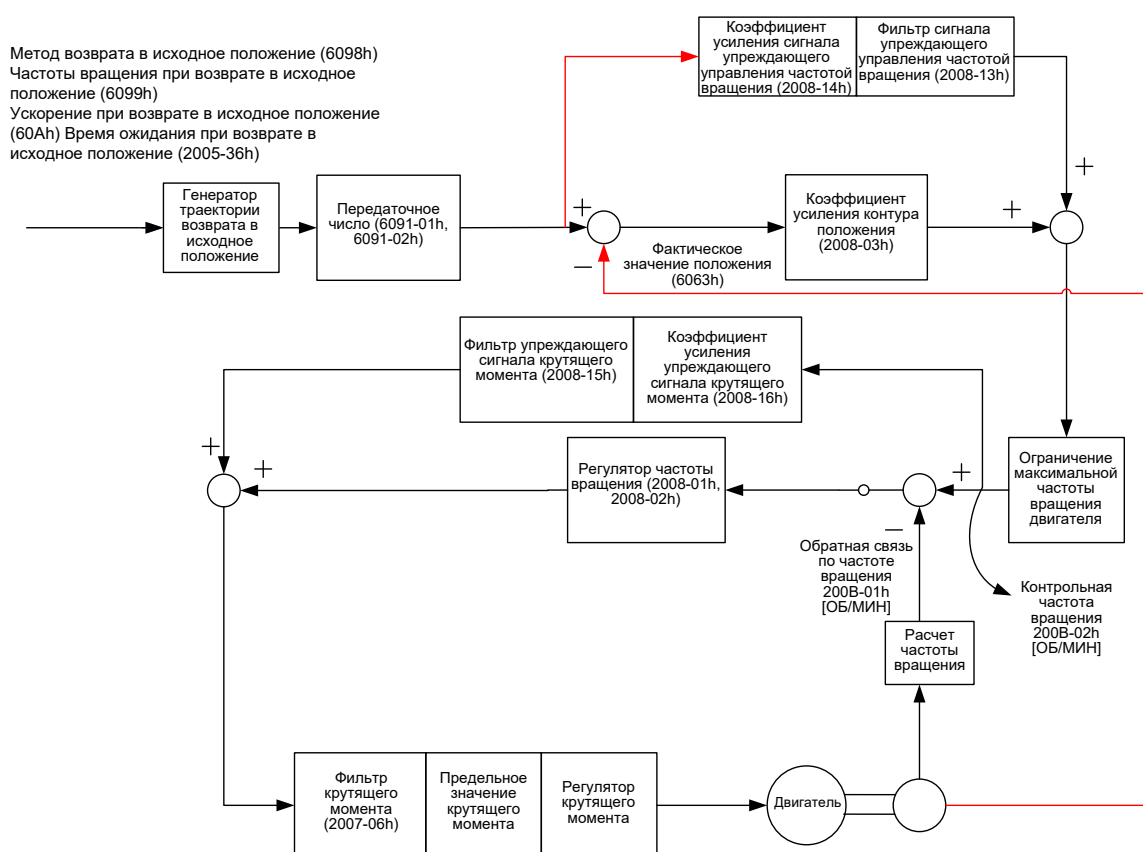 Метод возврата в исходное положение (6098h)
Частоты вращения при возврате в исходное
положение (6099h)
Ускорение при возврате в исходное положение
(60Ah) Время ожидания при возврате в
исходное положение (2005-36h)
Коэффициент
усиления сигнала
упреждающего
управления частотой
вращения (2008-14h)
Фильтр сигнала
упреждающего
управления частотой
вращения (2008-13h)
+
Генератор
траектории
возврата в
исходное
положение
Передаточное
число (6091-01h,
6091-02h)
+
–
Фактическое
значение положения
(6063h)
Коэффициент
усиления контура
положения
(2008-03h)
+
Фильтр упреждающего
сигнала крутящего
момента (2008-15h)
Коэффициент
усиления
упреждающего
сигнала крутящего
момента (2008-16h)
+
+
Регулятор частоты
вращения (2008-01h,
2008-02h)
+
–
Ограничение
максимальной
частоты
вращения
двигателя
Обратная связь
по частоте
вращения
200B-01h
[ОБ/МИН]
Контрольная
частота
вращения
200B-02h
[ОБ/МИН]
Расчет
частоты
вращения
Фильтр
крутящего
момента
(2007-06h)
Предельное
значение
крутящего
момента
Регулятор
крутящего
момента
Двигатель